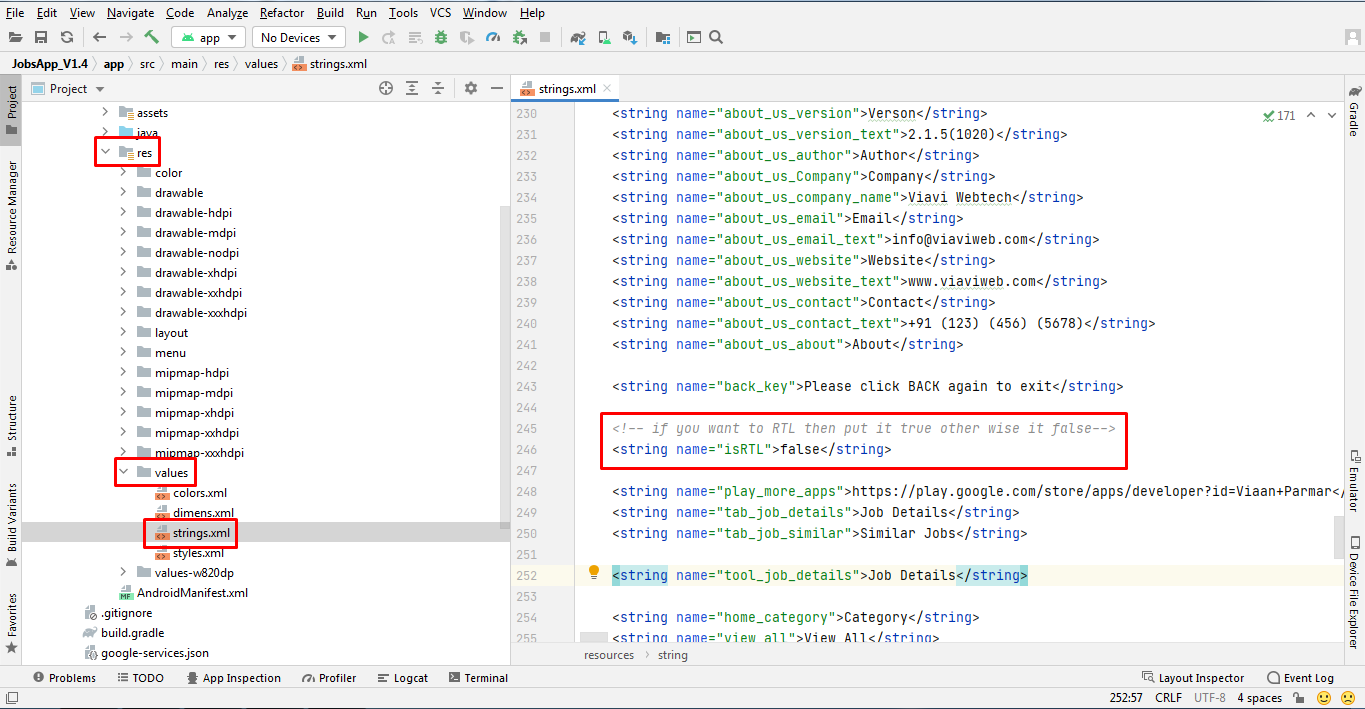 File Edit View Navigate Code Analyze Refactor Build Run Tools VCS Window Help
app No Devices
JobsApp_V1.4 app src main res values strings.xml
Project
strings.xml
Project
Resource Manager
Structure
Build Variants
Favorites
assets
java
res
color
drawable
drawable-hdpi
drawable-mdpi
drawable-nodpi
drawable-xhdpi
drawable-xxhdpi
drawable-xxxhdpi
layout
menu
mipmap-hdpi
mipmap-mdpi
mipmap-xhdpi
mipmap-xxhdpi
mipmap-xxxhdpi
values
colors.xml
dimens.xml
strings.xml
styles.xml
values-w820dp
AndroidManifest.xml
.gitignore
build.gradle
google-services.json
171
230 <string name="about_us_version">Verson</string>
231 <string name="about_us_version_text">2.1.5(1020)</string>
232 <string name="about_us_author">Author</string>
233 <string name="about_us_Company">Company</string>
234 <string name="about_us_company_name">Viavi Webtech</string>
235 <string name="about_us_email">Email</string>
236 <string name="about_us_email_text">info@viaviweb.com</string>
237 <string name="about_us_website">Website</string>
238 <string name="about_us_website_text">www.viaviweb.com</string>
239 <string name="about_us_contact">Contact</string>
240 <string name="about_us_contact_text">+91 (123) (456) (5678)</string>
241 <string name="about_us_about">About</string>
242
243 <string name="back_key">Please click BACK again to exit</string>
244
245 <!-- if you want to RTL then put it true other wise it false-->
246 <string name="isRTL">false</string>
247
248 <string name="play_more_apps">https://play.google.com/store/apps/developer?id=Viaan+Parmar</
249 <string name="tab_job_details">Job Details</string>
250 <string name="tab_job_similar">Similar Jobs</string>
251
252 <string name="tool_job_details">Job Details</string>
253
254 <string name="home_category">Category</string>
255 <string name="view_all">View All</string>
resources string
Gradle
Emulator
Device File Explorer
Problems TODO App Inspection Profiler Logcat Terminal Layout Inspector Event Log
252:57 CRLF UTF-8 4 spaces